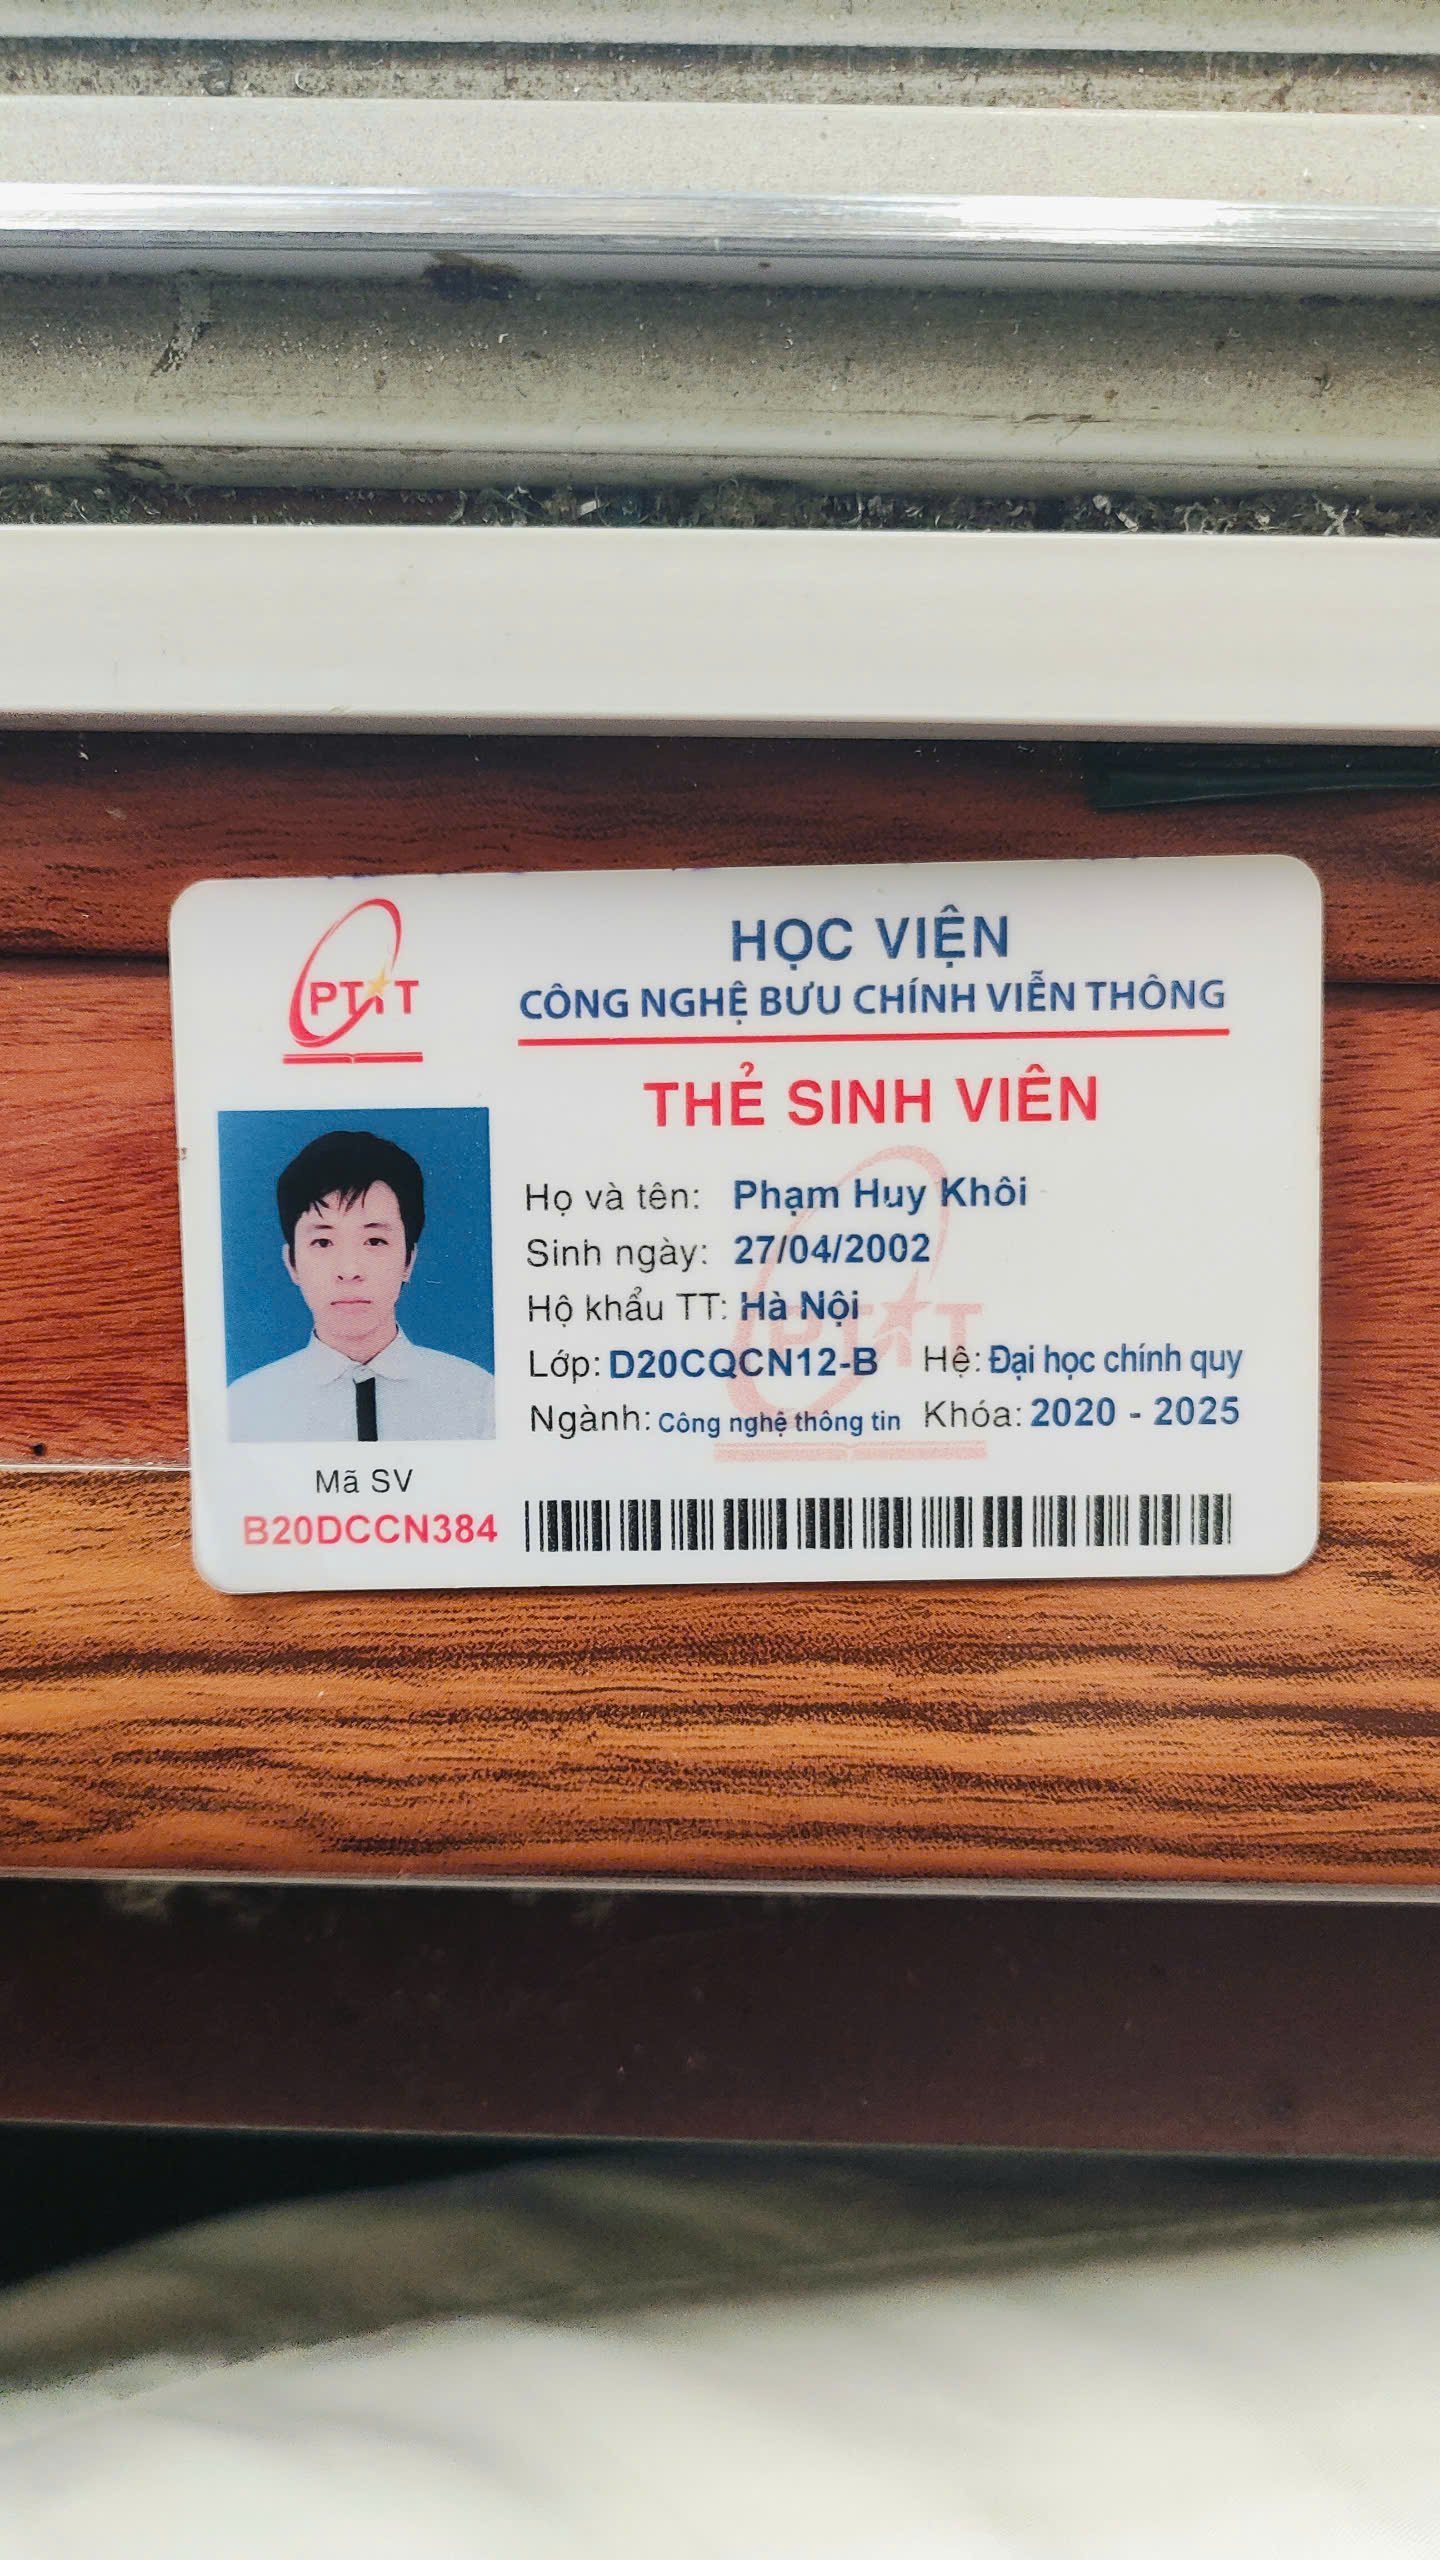 PTIT
HỌC VIỆN
CÔNG NGHỆ BƯU CHÍNH VIỄN THÔNG
THẺ SINH VIÊN
Họ và tên: Phạm Huy Khôi
Sinh ngày: 27/04/2002
Hộ khẩu TT: Hà Nội
Lớp: D20CQCN12-B Hệ: Đại học chính quy
Ngành: Công nghệ thông tin Khóa: 2020 - 2025
Mã SV
B20DCCN384
PTIT